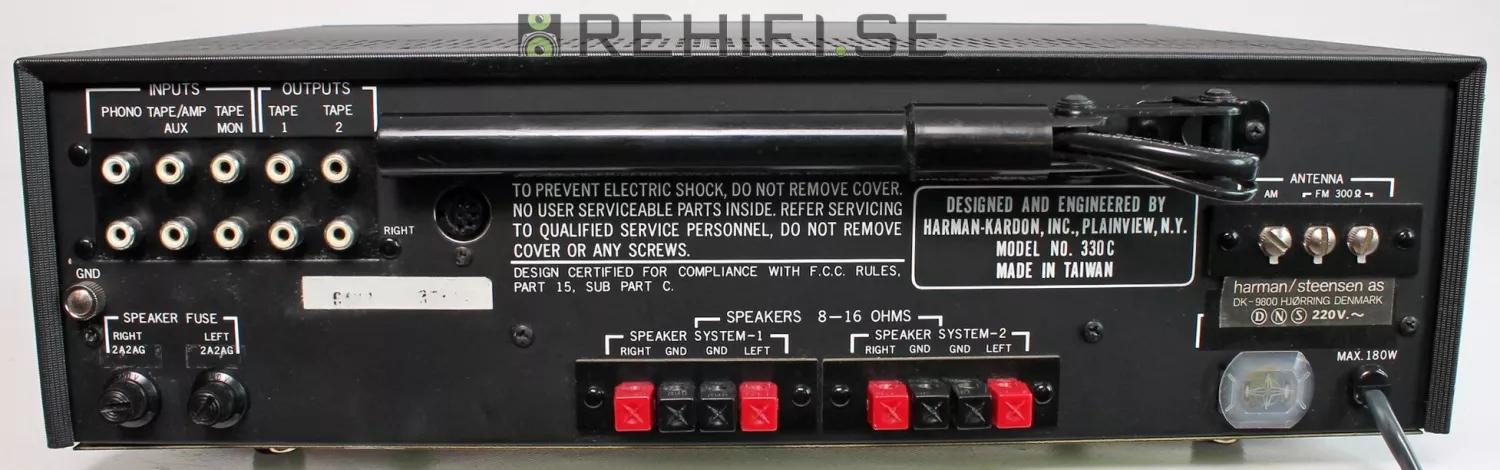 REHIFI.SE
INPUTS
OUTPUTS
PHONO TAPE/AMP TAPE TAPE TAPE
AUX MON 1 2
RIGHT
GND
SPEAKER FUSE
RIGHT LEFT
2A2AG 2A2AG
TO PREVENT ELECTRIC SHOCK, DO NOT REMOVE COVER.
NO USER SERVICEABLE PARTS INSIDE. REFER SERVICING
TO QUALIFIED SERVICE PERSONNEL, DO NOT REMOVE
COVER OR ANY SCREWS.
DESIGN CERTIFIED FOR COMPLIANCE WITH F.C.C. RULES,
PART 15, SUB PART C.
DESIGNED AND ENGINEERED BY
HARMAN-KARDON, INC., PLAINVIEW, N.Y.
MODEL NO. 330C
MADE IN TAIWAN
SPEAKERS 8-16 OHMS
SPEAKER SYSTEM-1
RIGHT GND GND LEFT
SPEAKER SYSTEM-2
RIGHT GND GND LEFT
ANTENNA
AM FM 300Ω
harman/steensen as
DK-9800 HJØRRING DENMARK
D N S 220V.~
MAX.180W